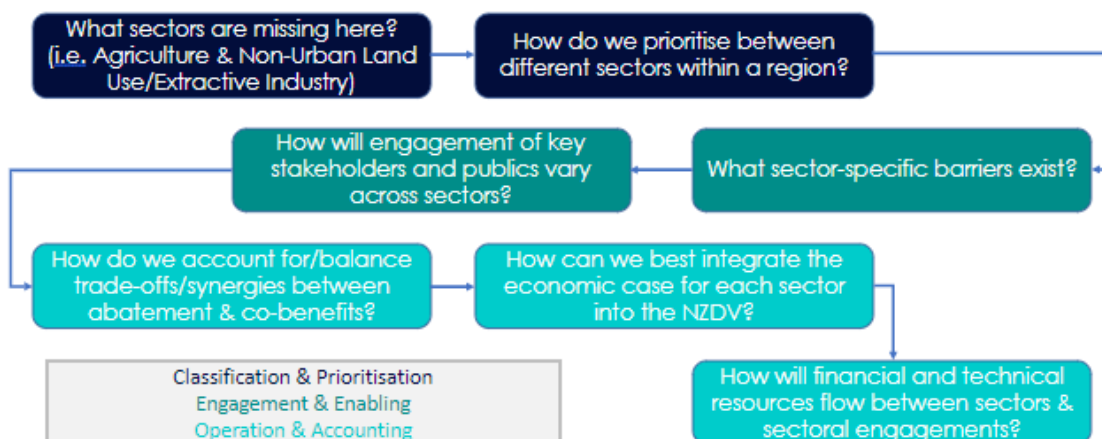 What sectors are missing here?
(i.e. Agriculture & Non-Urban Land
Use/Extractive Industry)
How do we prioritise between
different sectors within a region?
What sector-specific barriers exist?
How will engagement of key
stakeholders and publics vary
across sectors?
How do we account for/balance
trade-offs/synergies between
abatement & co-benefits?
How can we best integrate the
economic case for each sector
into the NZDV?
How will financial and technical
resources flow between sectors &
sectoral engagements?
Classification & Prioritisation
Engagement & Enabling
Operation & Accounting